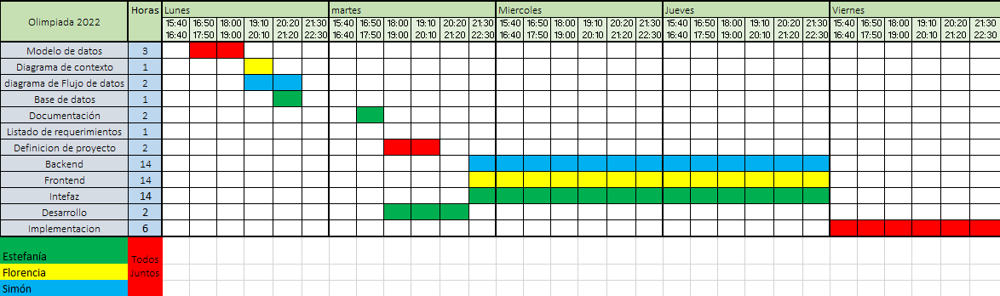 Olimpiada 2022 Horas Lunes martes Miercoles Jueves Viernes
15:40 16:50 18:00 19:10 20:20 21:30 15:40 16:50 18:00 19:10 20:20 21:30 15:40 16:50 18:00 19:10 20:20 21:30 15:40 16:50 18:00 19:10 20:20 21:30 15:40 16:50 18:00 19:10 20:20 21:30
16:40 17:50 19:00 20:10 21:20 22:30 16:40 17:50 19:00 20:10 21:20 22:30 16:40 17:50 19:00 20:10 21:20 22:30 16:40 17:50 19:00 20:10 21:20 22:30 16:40 17:50 19:00 20:10 21:20 22:30
Modelo de datos 3
Diagrama de contexto 1
diagrama de Flujo de datos 2
Base de datos 1
Documentación 2
Listado de requerimientos 1
Definicion de proyecto 2
Backend 14
Frontend 14
Intefaz 14
Desarrollo 2
Implementacion 6
Estefanía
Florencia
Simón
Todos
Juntos